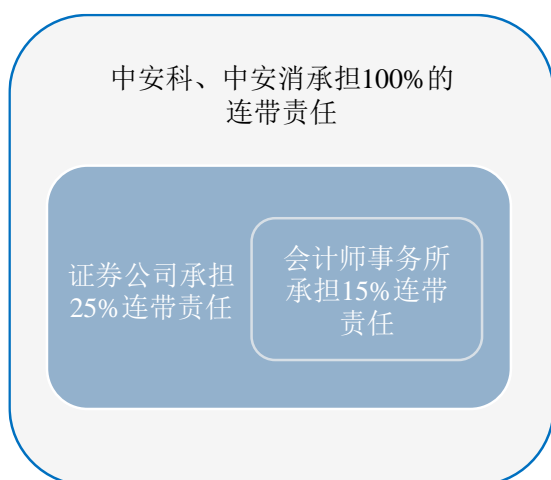 中安科、中安消承担100%的
连带责任
证券公司承担
25%连带责任
会计师事务所
承担15%连带
责任